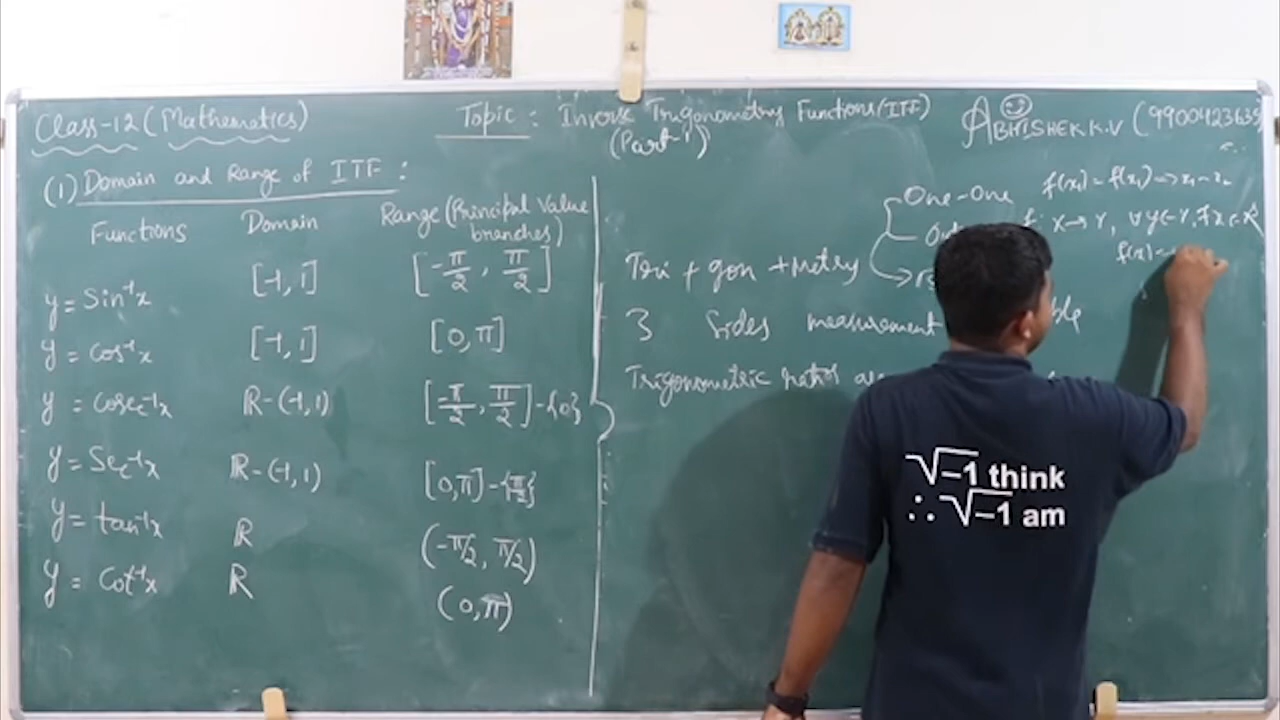 Class-12 (Mathematics)
Topic: Inverse Trigonometry Functions (ITF)
(Part-1)
ABHISHEK K.V (9900423635
(1) Domain and Range of ITF:
Functions Domain Range (Principal Value branches)
y = Sin⁻¹x [-1,1] [-π/2, π/2]
y = Cos⁻¹x [-1,1] [0,π]
y = Cosec⁻¹x R-(-1,1) [-π/2, π/2]-{0}
y = Sec⁻¹x R-(-1,1) [0,π]-{π/2}
y = tan⁻¹x R (-π/2, π/2)
y = Cot⁻¹x R (0,π)
One-One f(x₁) = f(x₂) => x₁ = x₂
f: X→Y, ∀ y∈Y, ∃ x∈X
f(x)=
Tri + gon + metry
3 Sides measurement
Trigonometric ratios
√-1 think
∴ √-1 am